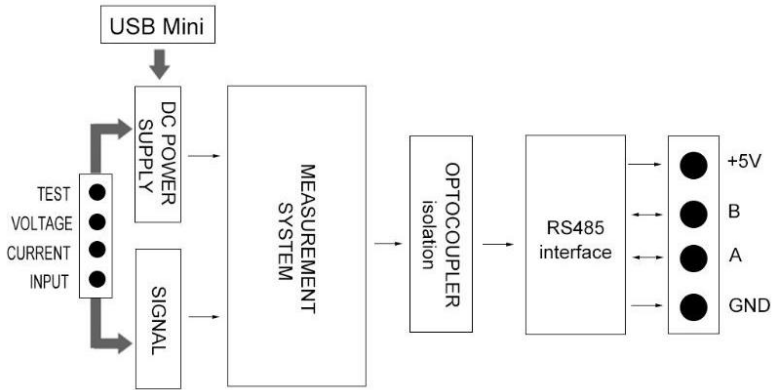 USB Mini
DC POWER
SUPPLY
TEST
VOLTAGE
CURRENT
INPUT
SIGNAL
MEASUREMENT
SYSTEM
OPTOCOUPLER
isolation
RS485
interface
+5V
B
A
GND